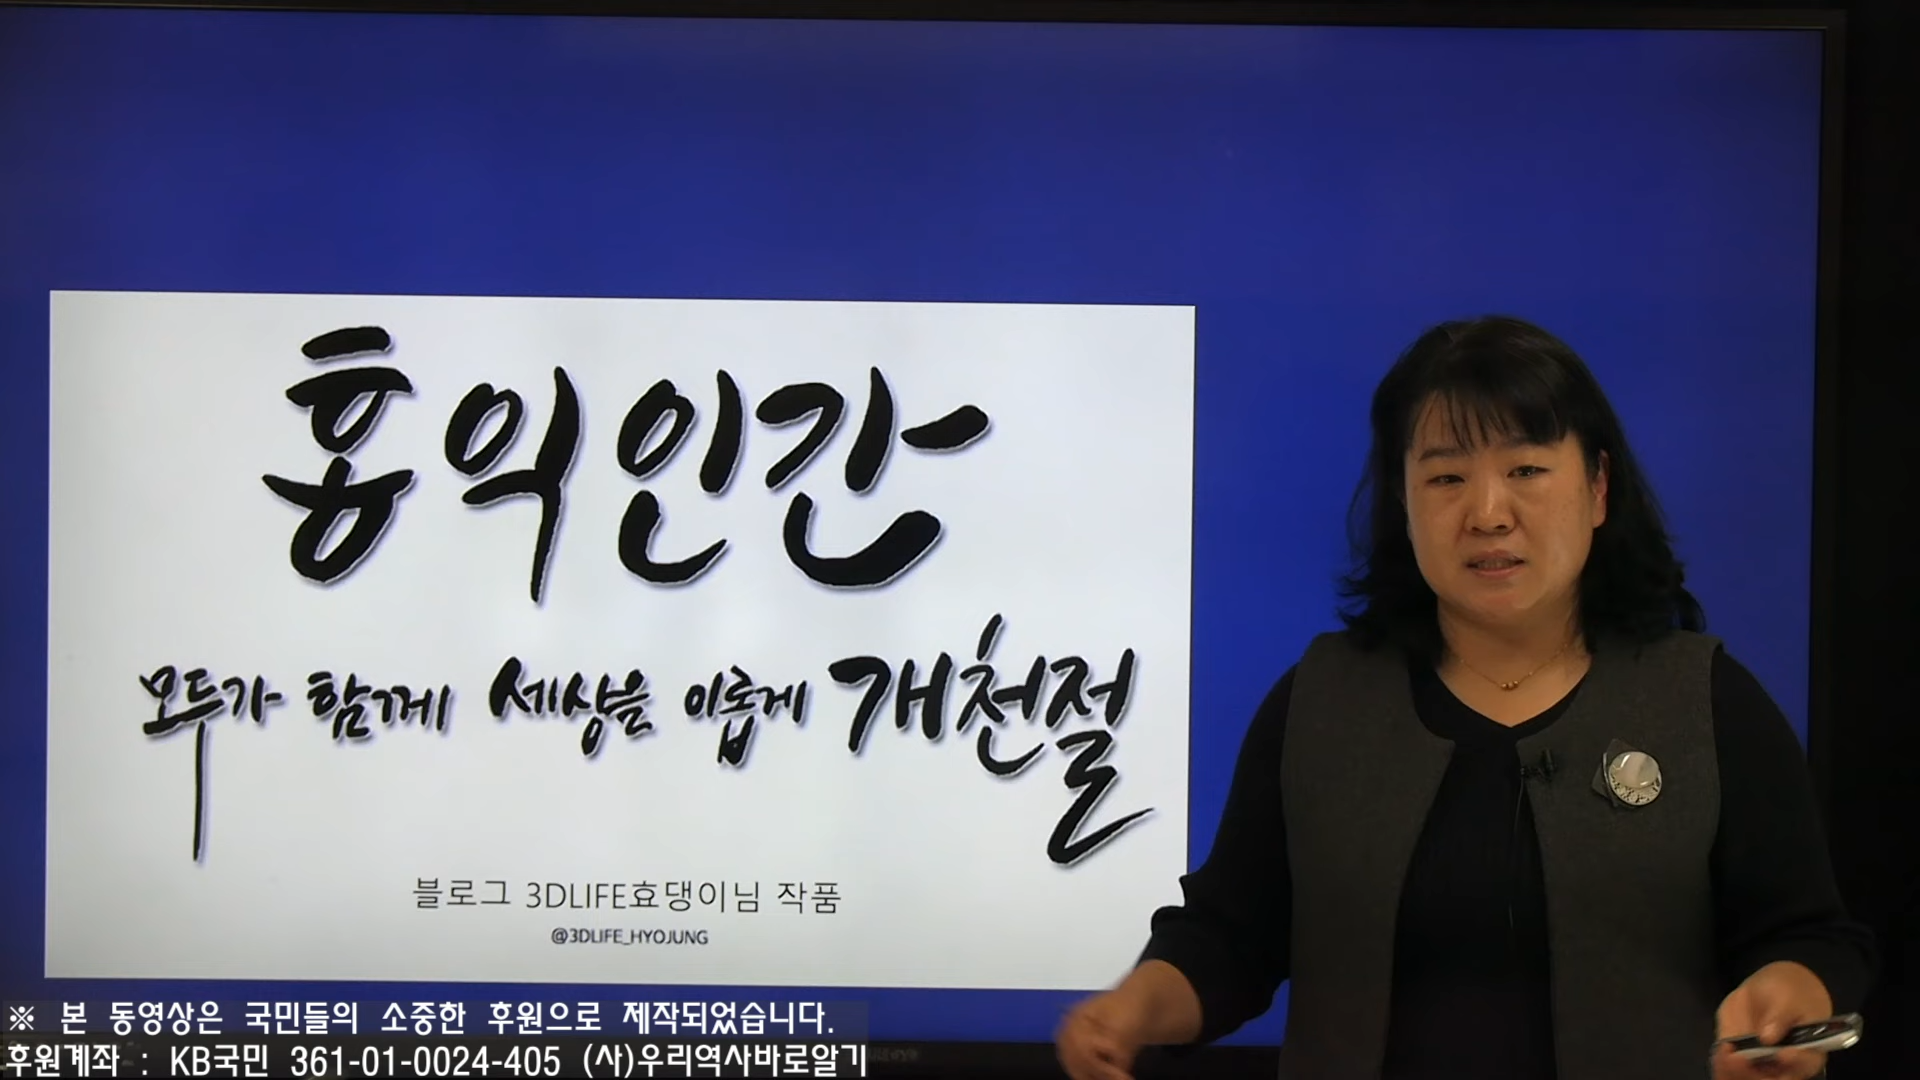 홍익인간
모두가 함께 세상을 이롭게 개천절
블로그 3DLIFE효댕이님 작품
@3DLIFE_HYOJUNG
※ 본 동영상은 국민들의 소중한 후원으로 제작되었습니다.
후원계좌 : KB국민 361-01-0024-405 (사)우리역사바로알기